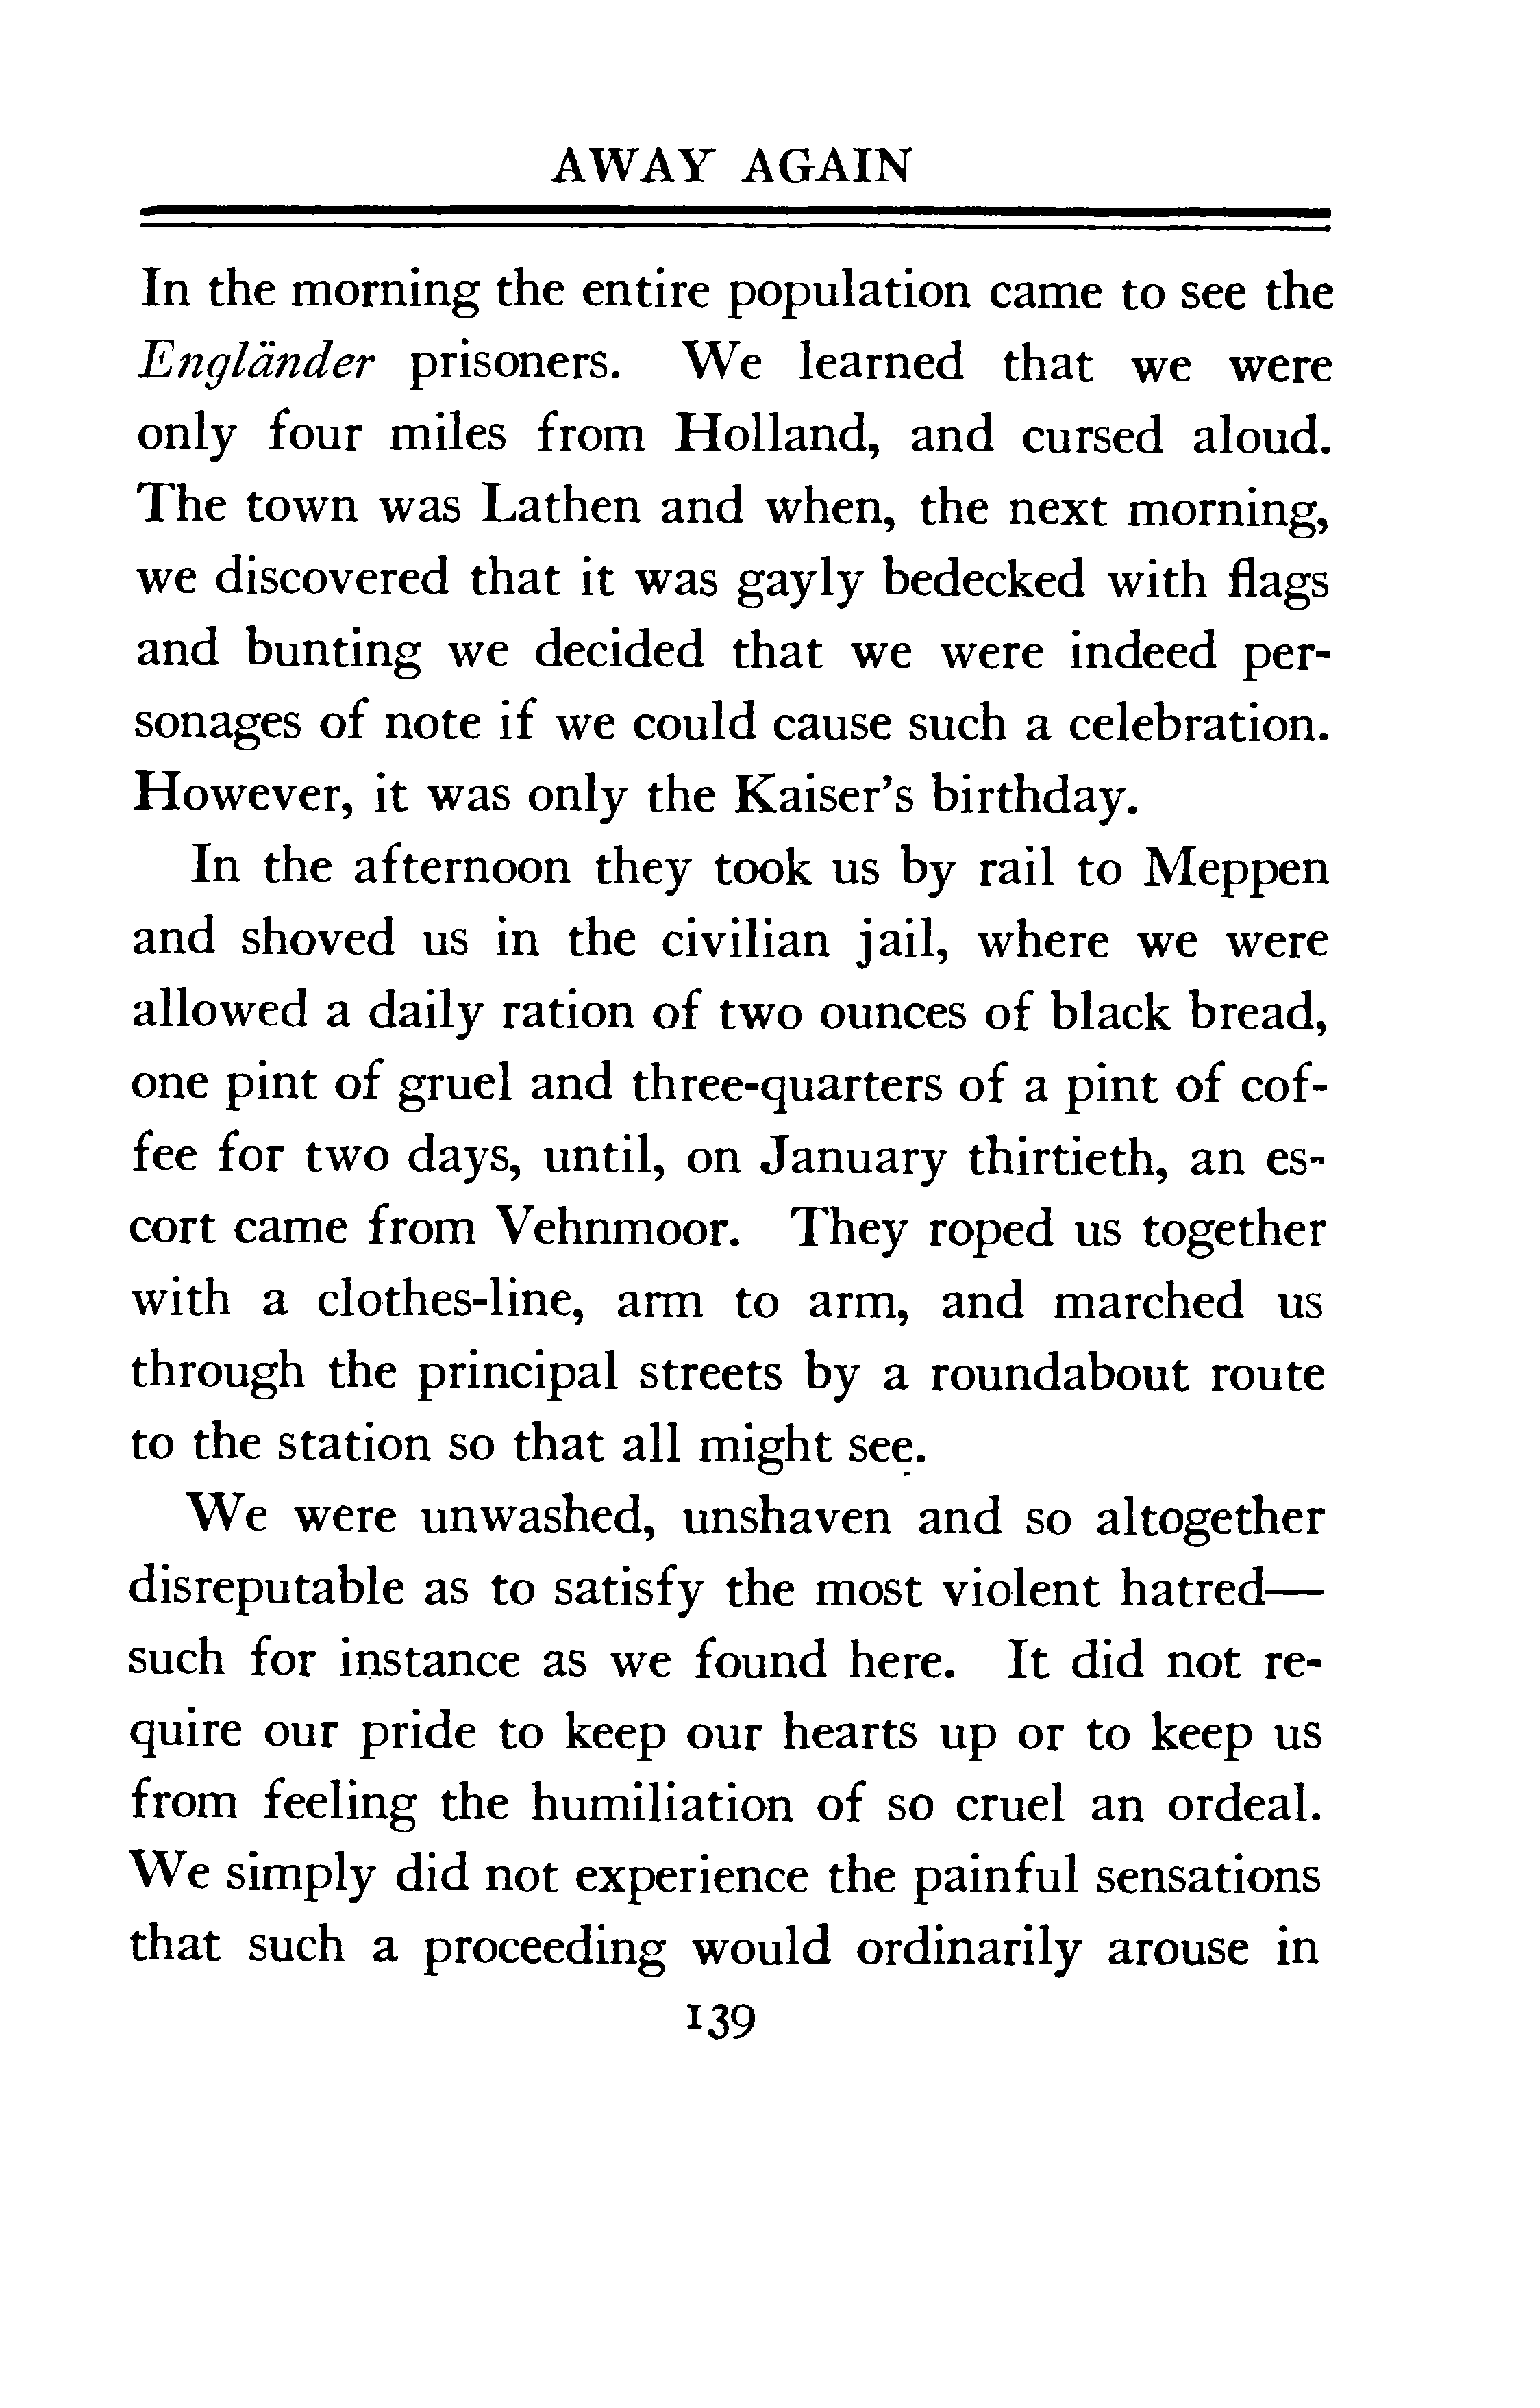 AWAY AGAIN
In the morning the entire population came to see the
Engländer prisoners. We learned that we were
only four miles from Holland, and cursed aloud.
The town was Lathen and when, the next morning,
we discovered that it was gayly bedecked with flags
and bunting we decided that we were indeed per-
sonages of note if we could cause such a celebration.
However, it was only the Kaiser's birthday.
In the afternoon they took us by rail to Meppen
and shoved us in the civilian jail, where we were
allowed a daily ration of two ounces of black bread,
one pint of gruel and three-quarters of a pint of cof-
fee for two days, until, on January thirtieth, an es-
cort came from Vehnmoor. They roped us together
with a clothes-line, arm to arm, and marched us
through the principal streets by a roundabout route
to the station so that all might see.
We were unwashed, unshaven and so altogether
disreputable as to satisfy the most violent hatred—
such for instance as we found here. It did not re-
quire our pride to keep our hearts up or to keep us
from feeling the humiliation of so cruel an ordeal.
We simply did not experience the painful sensations
that such a proceeding would ordinarily arouse in
139